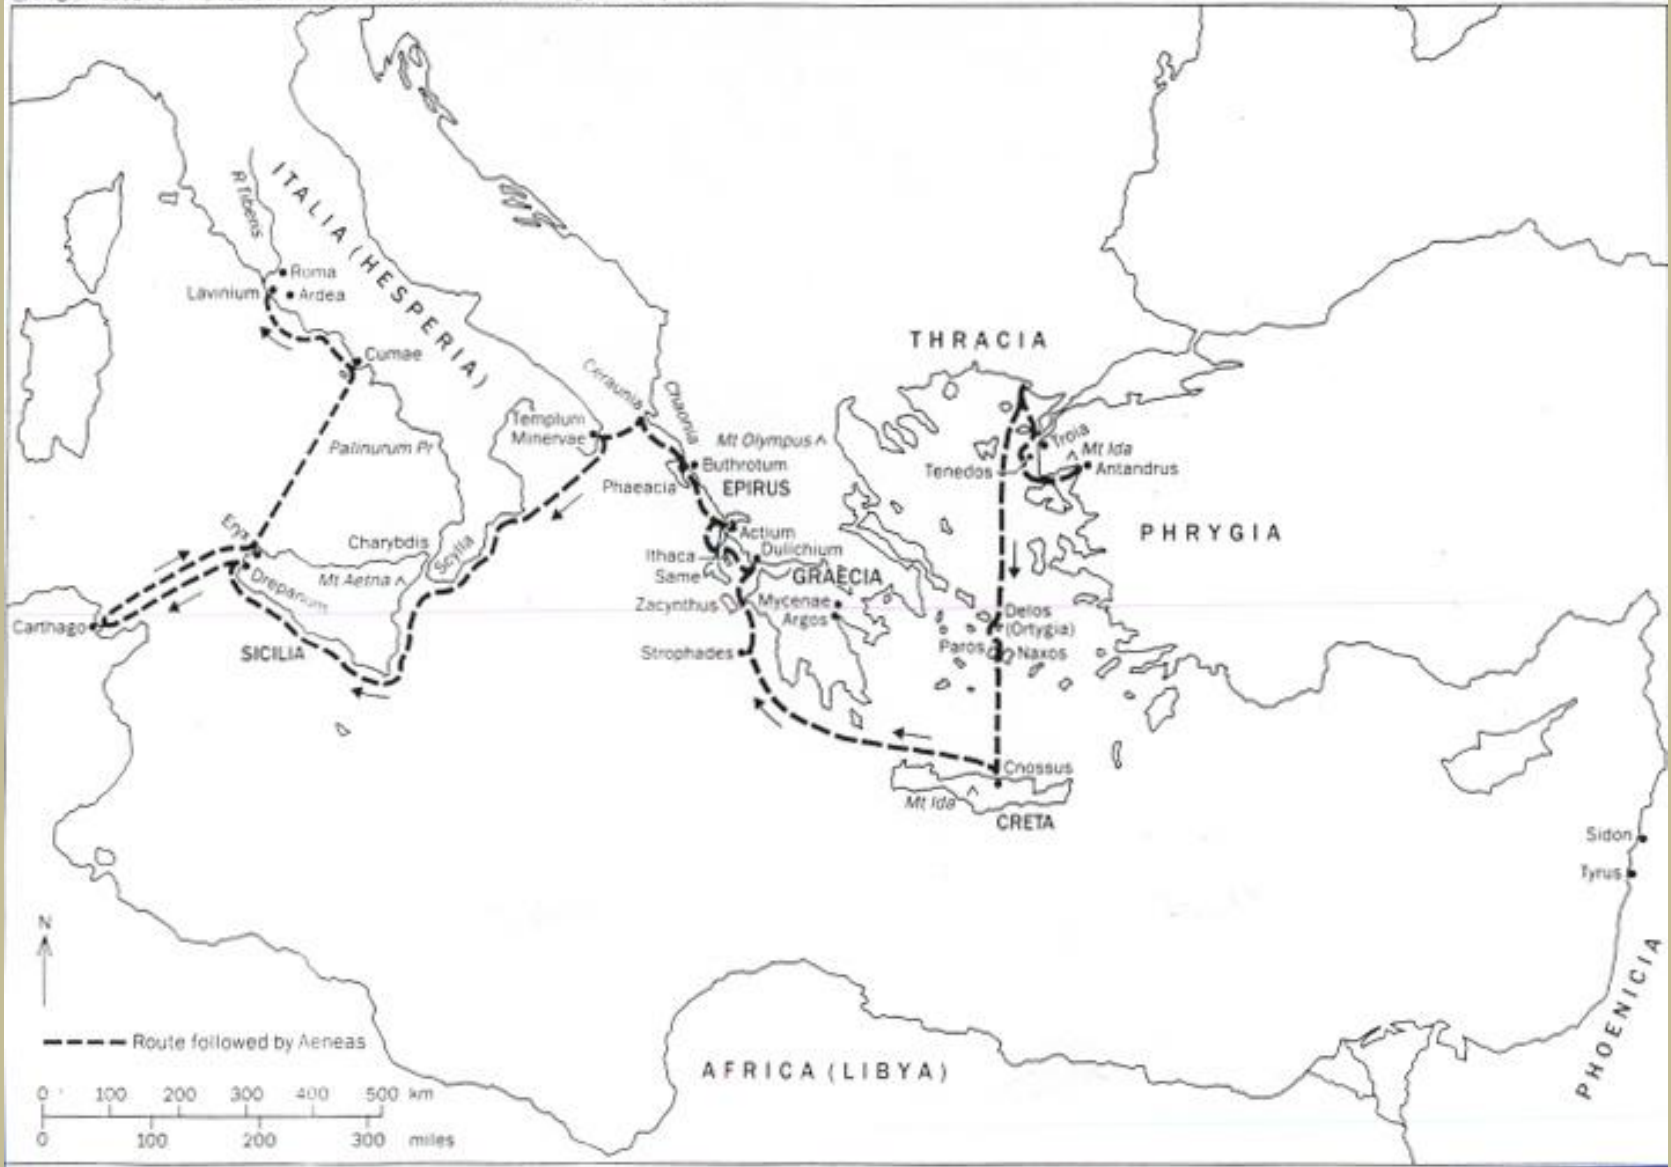 R Tiberis
ITALIA (HESPERIA)
Roma
Lavinium
Ardea
Cumae
THRACIA
Ceraunia
Chaonia
Templum
Minervae
Palinurum Pr
Mt Olympus
Troia
Mt Ida
Tenedos
Antandrus
Buthrotum
Phaeacia
EPIRUS
PHRYGIA
Eryx
Charybdis
Scylla
Actium
Ithaca
Dulichium
Same
GRAECIA
Mt Aetna
Drepanum
Zacynthus
Mycenae
Argos
Delos
(Ortygia)
Carthago
SICILIA
Strophades
Paros
Naxos
Cnossus
Mt Ida
CRETA
Sidon
Tyrus
N
PHOENICIA
Route followed by Aeneas
AFRICA (LIBYA)
0 100 200 300 400 500 km
0 100 200 300 miles